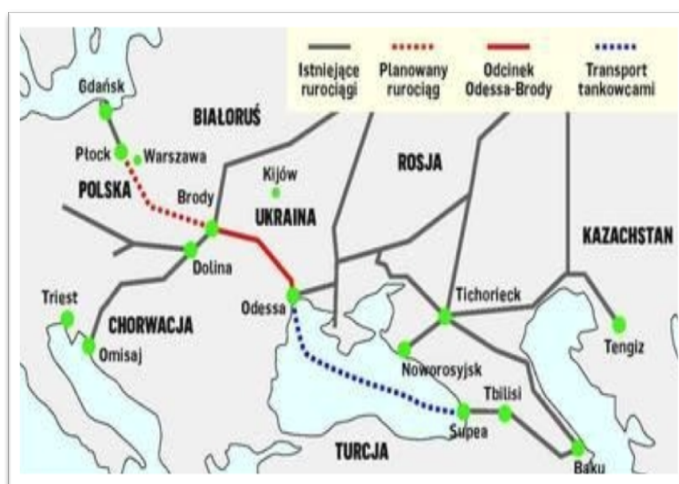 Istniejące
rurociągi
Planowany
rurociąg
Odcinek
Odessa-Brody
Transport
tankowcami
Gdańsk
BIAŁORUŚ
Płock
Warszawa
POLSKA
Brody
Kijów
UKRAINA
ROSJA
KAZACHSTAN
Dolina
Odessa
Tichorieck
Triest
CHORWACJA
Omisaj
Noworosyjsk
Tengiz
Tbilisi
Supea
TURCJA
Baku